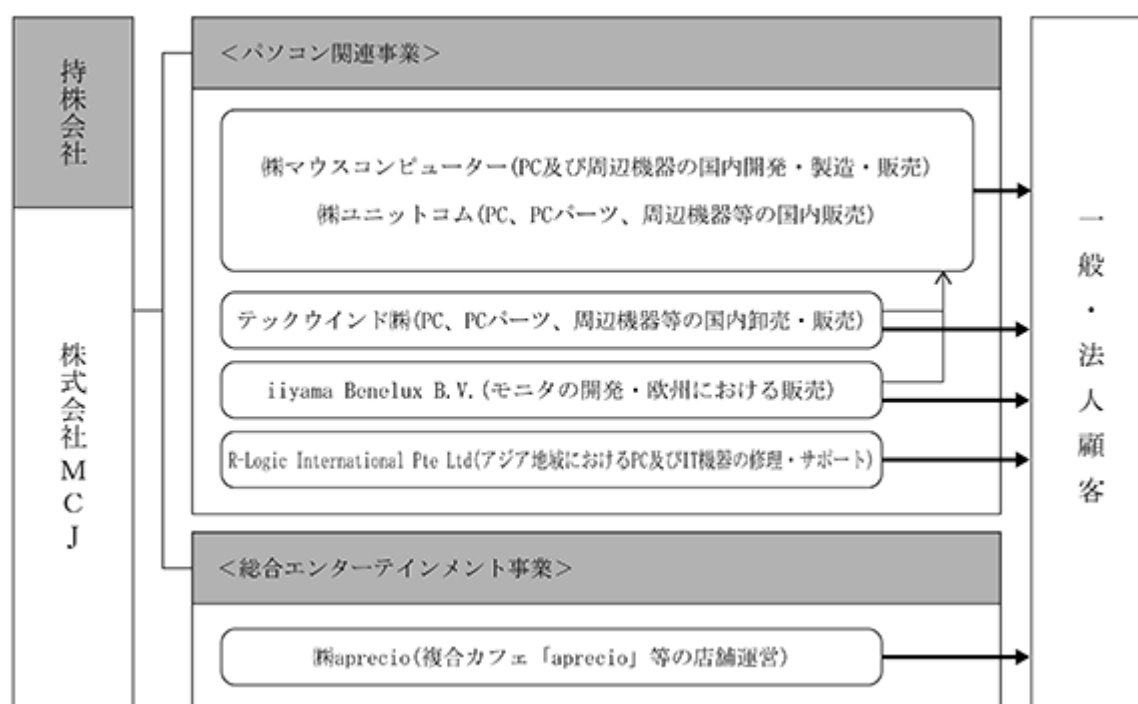 持株会社
株式会社MCJ
＜パソコン関連事業＞
㈱マウスコンピューター(PC及び周辺機器の国内開発・製造・販売)
㈱ユニットコム(PC、PCパーツ、周辺機器等の国内販売)
テックウインド㈱(PC、PCパーツ、周辺機器等の国内卸売・販売)
iiyama Benelux B.V.(モニタの開発・欧州における販売)
R-Logic International Pte Ltd(アジア地域におけるPC及びIT機器の修理・サポート)
＜総合エンターテインメント事業＞
㈱aprecio(複合カフェ「aprecio」等の店舗運営)
一般・法人顧客